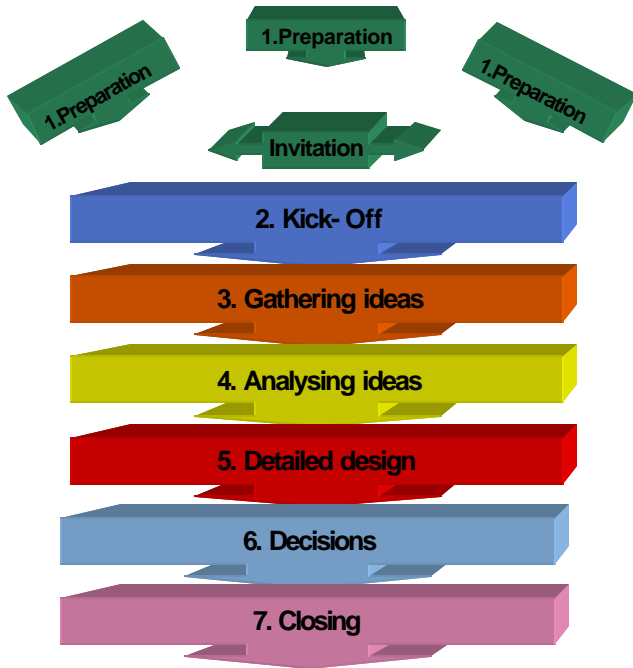 1.Preparation
1.Preparation
1.Preparation
Invitation
2. Kick- Off
3. Gathering ideas
4. Analysing ideas
5. Detailed design
6. Decisions
7. Closing